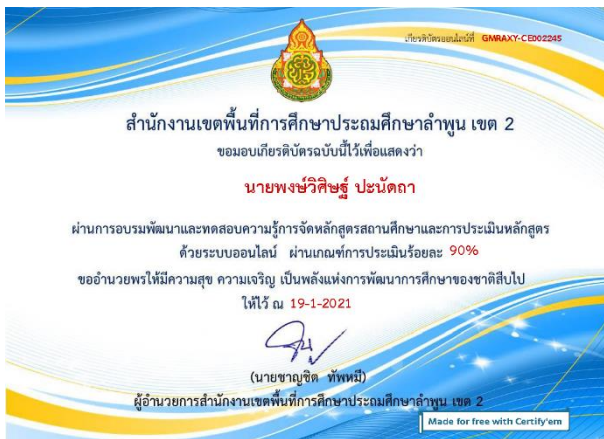 เกียรติบัตรออนไลน์ที่ GMRAXY-CE002245
สำนักงานเขตพื้นที่การศึกษาประถมศึกษาลำพูน เขต 2
ขอมอบเกียรติบัตรฉบับนี้ไว้เพื่อแสดงว่า
นายพงษ์วิศิษฐ์ ปะนัดถา
ผ่านการอบรมพัฒนาและทดสอบความรู้การจัดหลักสูตรสถานศึกษาและการประเมินหลักสูตร
ด้วยระบบออนไลน์ ผ่านเกณฑ์การประเมินร้อยละ 90%
ขออำนวยพรให้มีความสุข ความเจริญ เป็นพลังแห่งการพัฒนาการศึกษาของชาติสืบไป
ให้ไว้ ณ 19-1-2021
(นายชาญชิต ทัพหมี)
ผู้อำนวยการสำนักงานเขตพื้นที่การศึกษาประถมศึกษาลำพูน เขต 2
Made for free with Certify'em